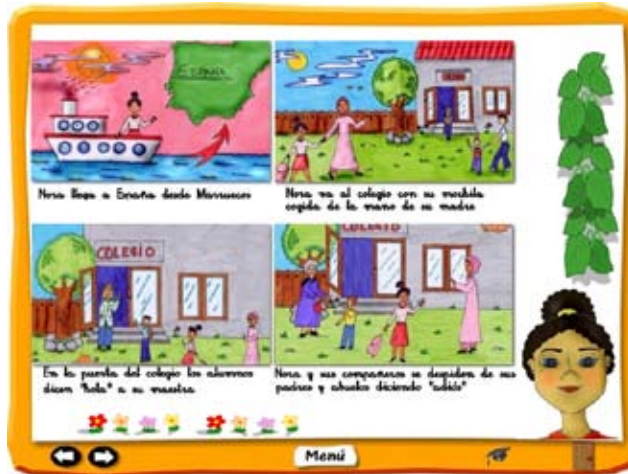 España
Nora llega a España desde Marruecos
COLEGIO
Nora va al colegio con su mochila
cogida de la mano de su madre
COLEGIO
En la puerta del colegio los alumnos
dicen "hola" a su maestra
COLEGIO
Nora y sus compañeros se despiden de sus
padres y abuelos diciendo "adiós"
Menú